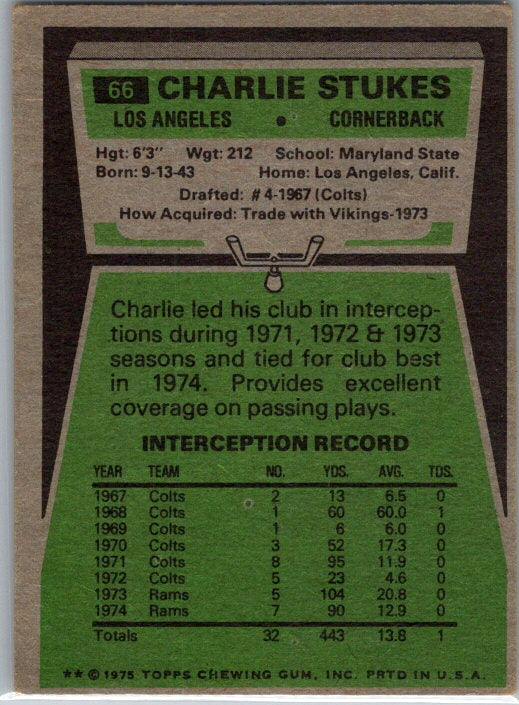 66 CHARLIE STUKES
LOS ANGELES • CORNERBACK
Hgt: 6'3" Wgt: 212 School: Maryland State
Born: 9-13-43 Home: Los Angeles, Calif.
Drafted: #4-1967 (Colts)
How Acquired: Trade with Vikings-1973
Charlie led his club in intercep-
tions during 1971, 1972 & 1973
seasons and tied for club best
in 1974. Provides excellent
coverage on passing plays.
INTERCEPTION RECORD
YEAR TEAM NO. YDS. AVG. TDS.
1967 Colts 2 13 6.5 0
1968 Colts 1 60 60.0 1
1969 Colts 1 6 6.0 0
1970 Colts 3 52 17.3 0
1971 Colts 8 95 11.9 0
1972 Colts 5 23 4.6 0
1973 Rams 5 104 20.8 0
1974 Rams 7 90 12.9 0
Totals 32 443 13.8 1
** © 1975 TOPPS CHEWING GUM, INC. PRTD IN U.S.A.